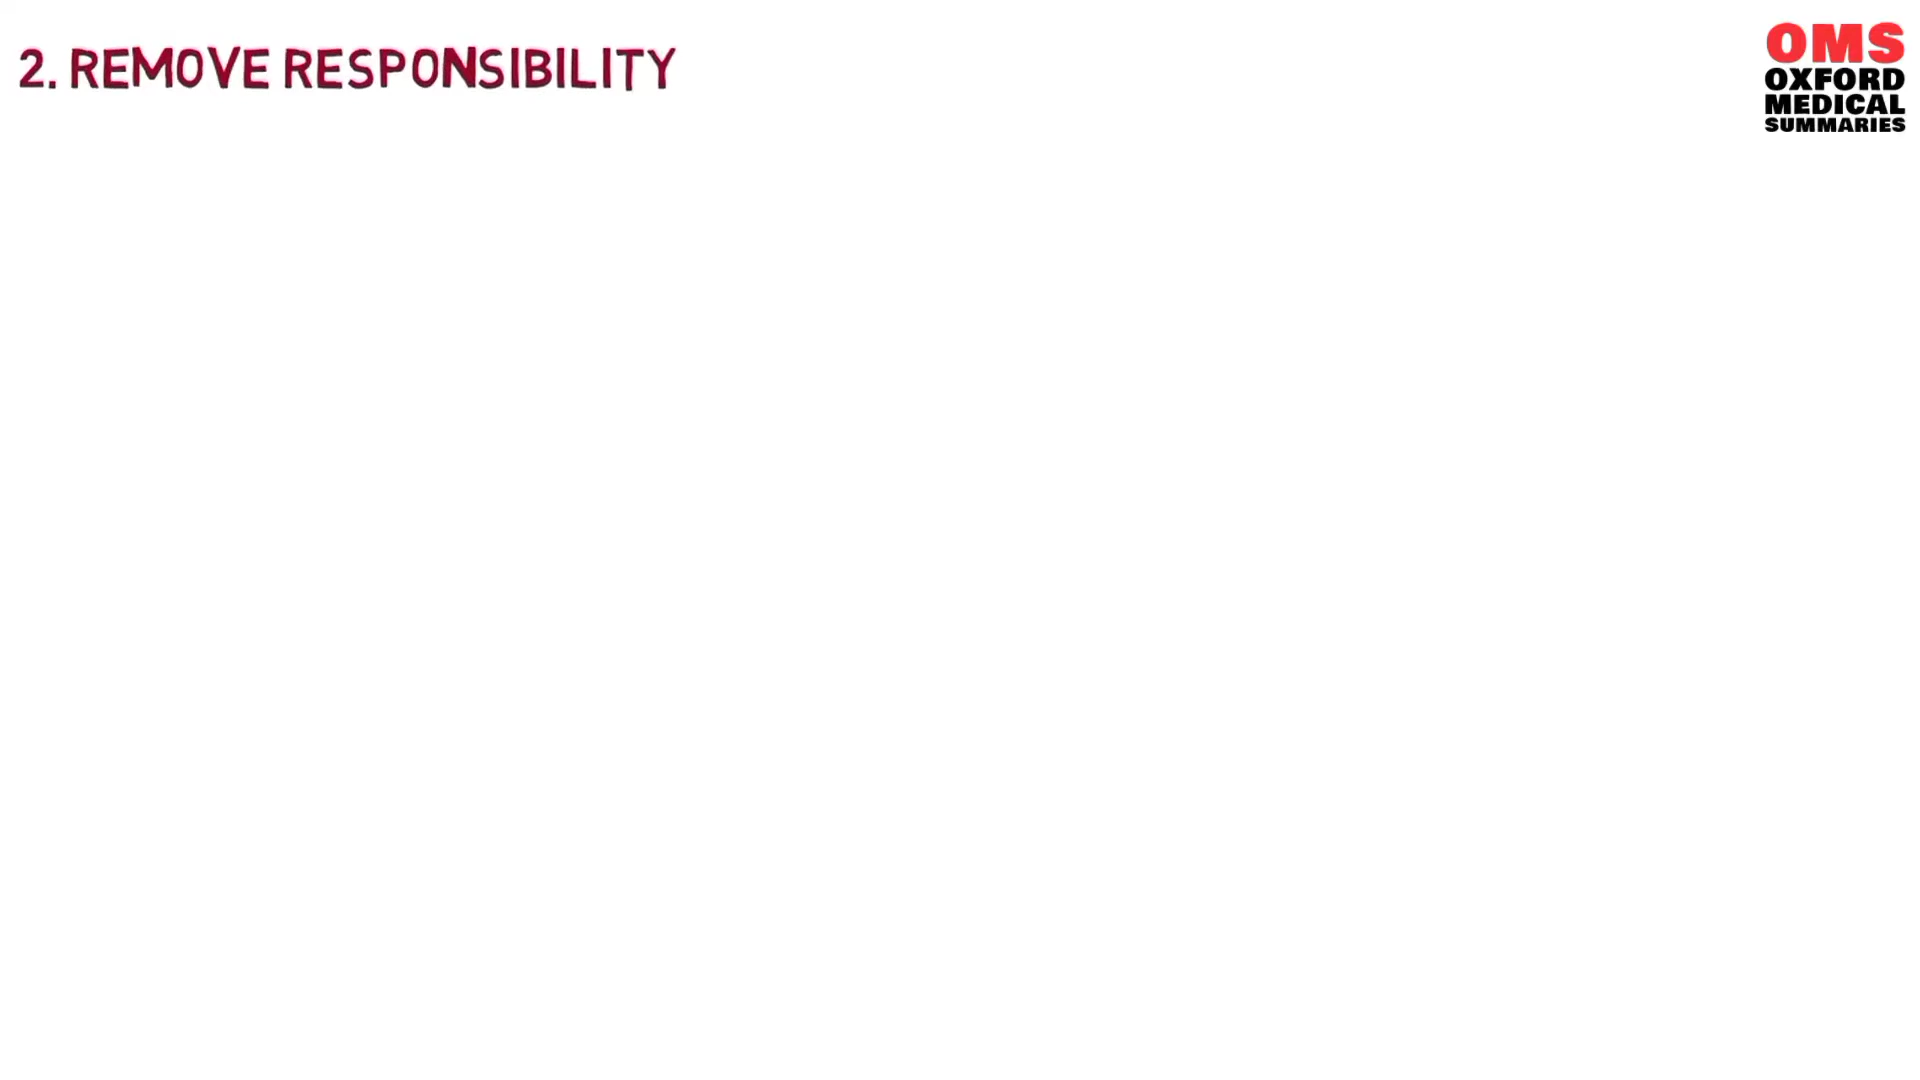 2. REMOVE RESPONSIBILITY
OMS
OXFORD
MEDICAL
SUMMARIES